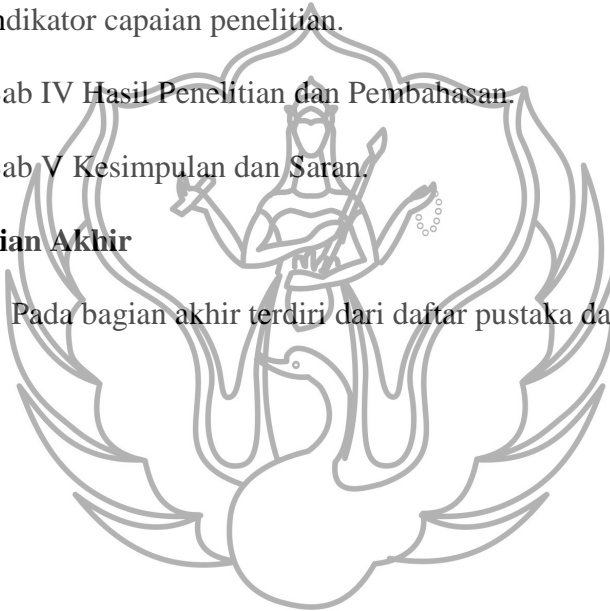 ndikator capaian penelitian.
ab IV Hasil Penelitian dan Pembahasan.
ab V Kesimpulan dan Saran.
ian Akhir
Pada bagian akhir terdiri dari daftar pustaka da